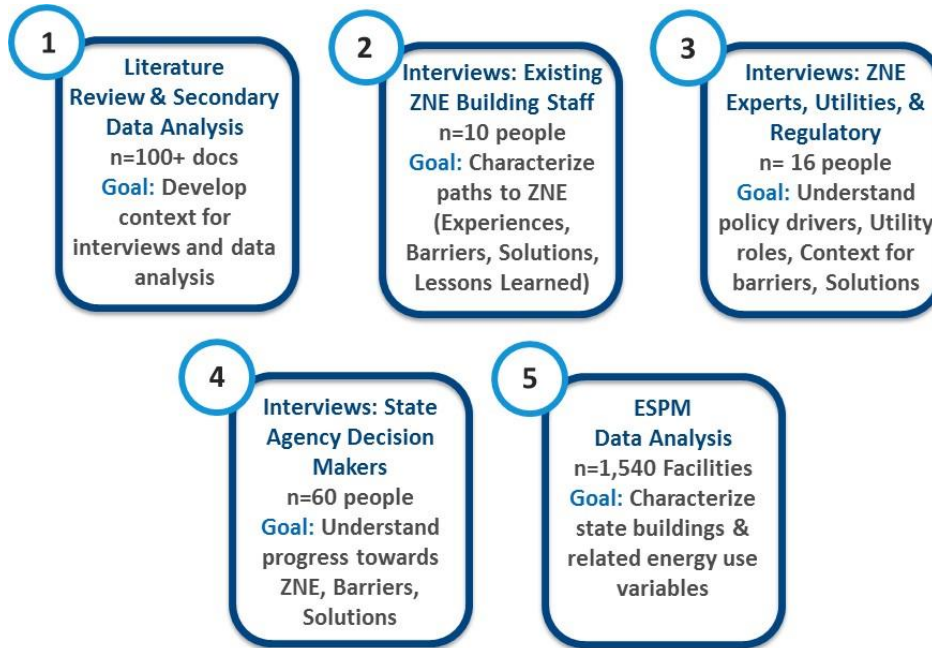 1
Literature
Review & Secondary
Data Analysis
n=100+ docs
Goal: Develop
context for
interviews and data
analysis
2
Interviews: Existing
ZNE Building Staff
n=10 people
Goal: Characterize
paths to ZNE
(Experiences,
Barriers, Solutions,
Lessons Learned)
3
Interviews: ZNE
Experts, Utilities, &
Regulatory
n= 16 people
Goal: Understand
policy drivers, Utility
roles, Context for
barriers, Solutions
4
Interviews: State
Agency Decision
Makers
n=60 people
Goal: Understand
progress towards
ZNE, Barriers,
Solutions
5
ESPM
Data Analysis
n=1,540 Facilities
Goal: Characterize
state buildings &
related energy use
variables